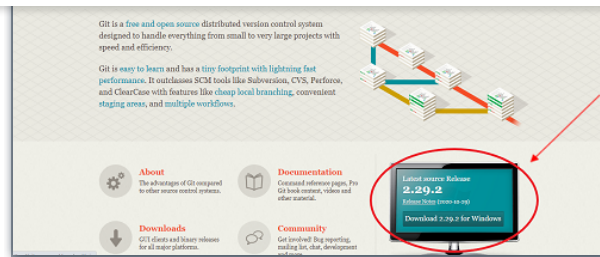 Git is a free and open source distributed version control system
designed to handle everything from small to very large projects with
speed and efficiency.
Git is easy to learn and has a tiny footprint with lightning fast
performance. It outclasses SCM tools like Subversion, CVS, Perforce,
and ClearCase with features like cheap local branching, convenient
staging areas, and multiple workflows.
About
The advantages of Git compared
to other source control systems.
Documentation
Command reference pages, Pro
Git book content, videos and
other material.
Downloads
GUI clients and binary releases
for all major platforms.
Community
Get involved! Bug reporting,
mailing list, chat, development
and more.
Latest source Release
2.29.2
Release Notes (2020-10-29)
Download 2.29.2 for Windows